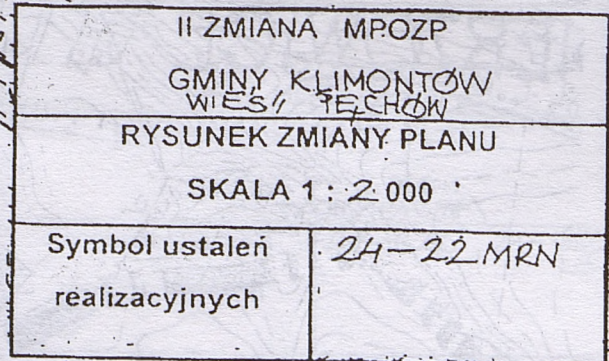 II ZMIANA MPOZP
GMINY KLIMONTÓW
WIEŚ PĘCHÓW
RYSUNEK ZMIANY PLANU
SKALA 1 : 2 000
Symbol ustaleń 24-22 MRN
realizacyjnych